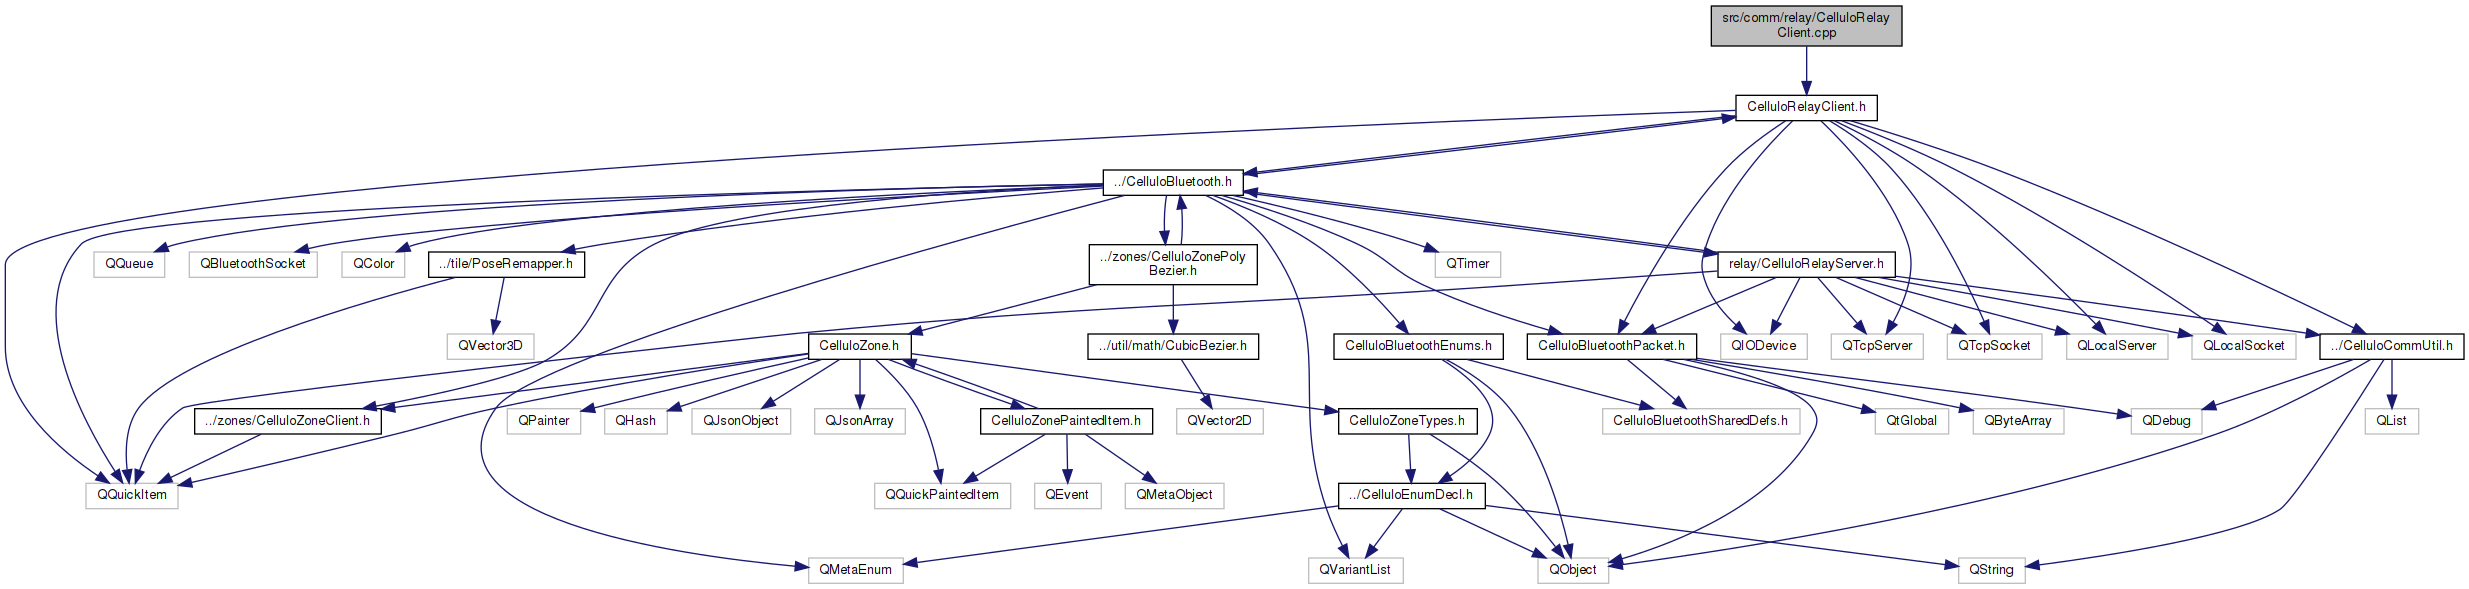 src/comm/relay/CelluloRelay
Client.cpp
CelluloRelayClient.h
../CelluloBluetooth.h
QQueue
QBluetoothSocket
QColor
../tile/PoseRemapper.h
../zones/CelluloZonePoly
Bezier.h
QTimer
relay/CelluloRelayServer.h
QVector3D
CelluloZone.h
../util/math/CubicBezier.h
CelluloBluetoothEnums.h
CelluloBluetoothPacket.h
QIODevice
QTcpServer
QTcpSocket
QLocalServer
QLocalSocket
../CelluloCommUtil.h
../zones/CelluloZoneClient.h
QPainter
QHash
QJsonObject
QJsonArray
CelluloZonePaintedItem.h
QVector2D
CelluloZoneTypes.h
CelluloBluetoothSharedDefs.h
QtGlobal
QByteArray
QDebug
QList
QQuickItem
QQuickPaintedItem
QEvent
QMetaObject
../CelluloEnumDecl.h
QMetaEnum
QVariantList
QObject
QString